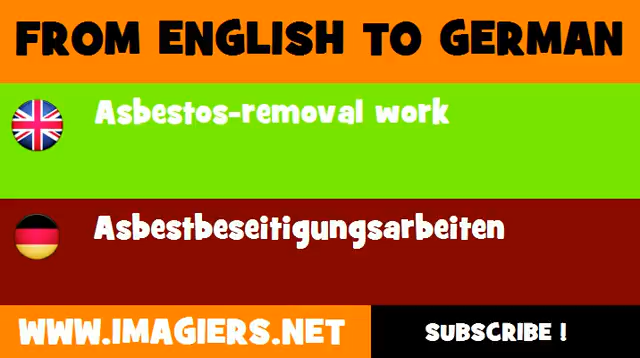 FROM ENGLISH TO GERMAN
Asbestos-removal work
Asbestbeseitigungsarbeiten
WWW.IMAGIERS.NET
SUBSCRIBE !